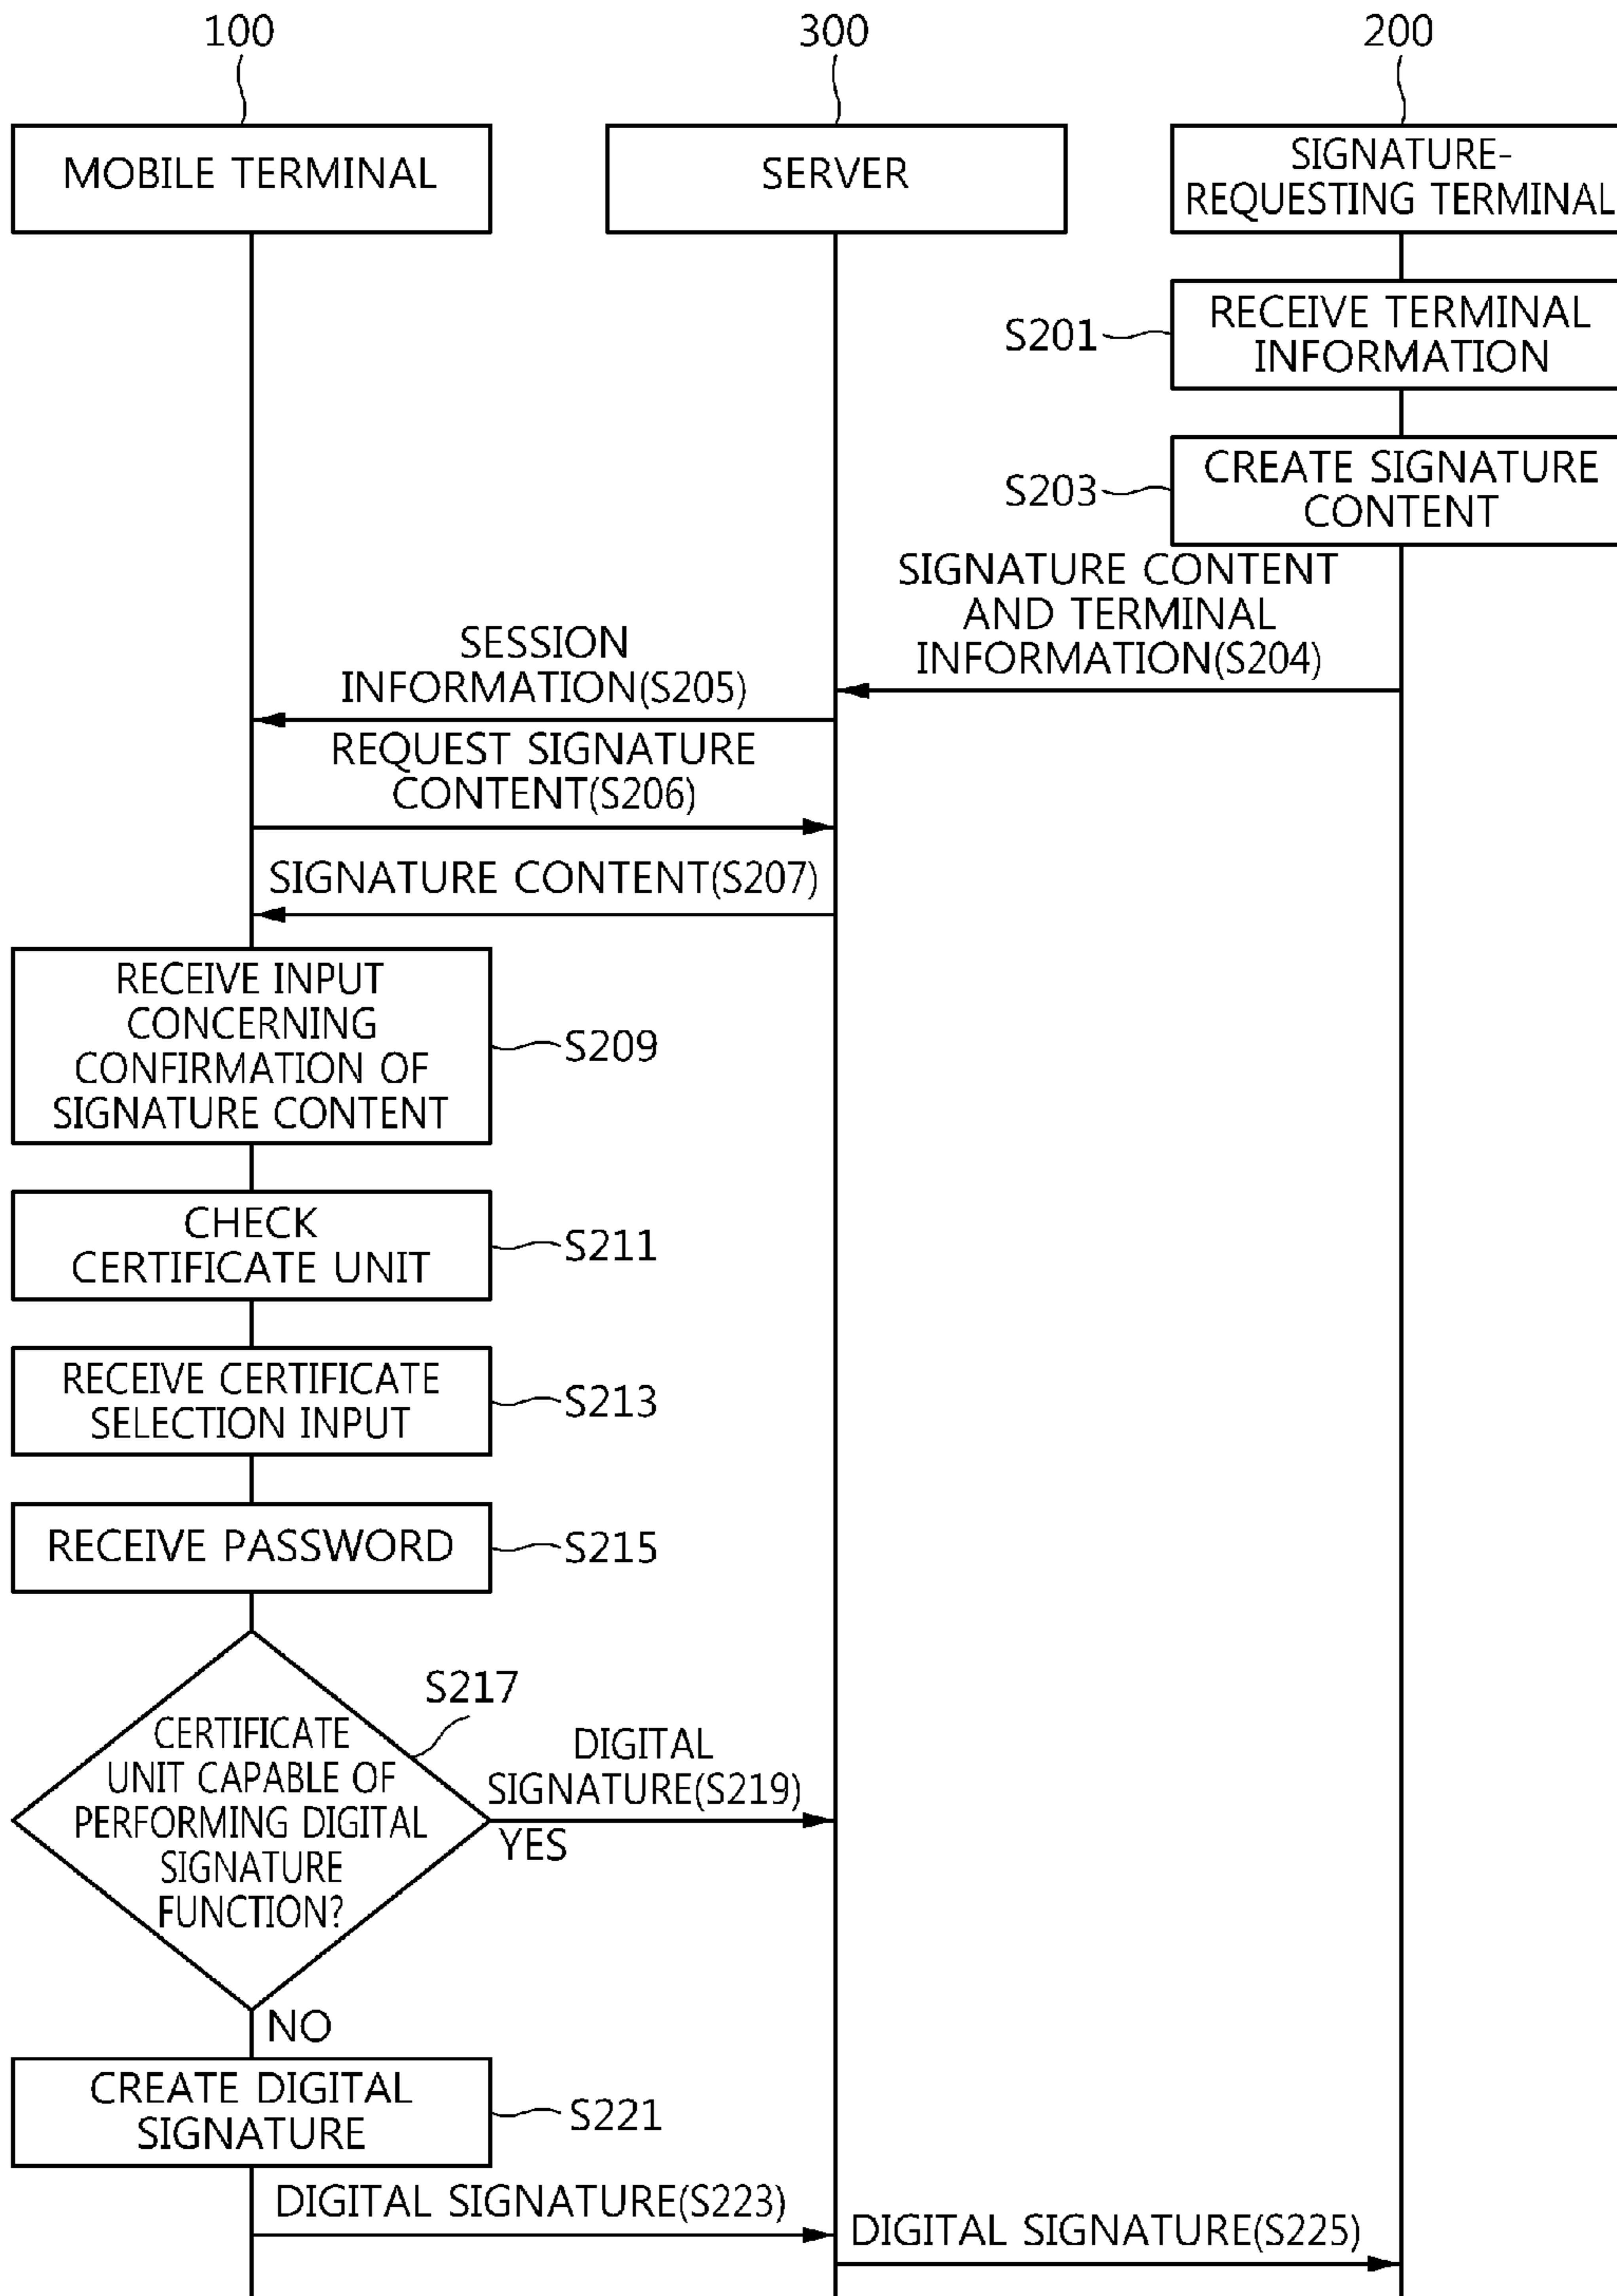 100
300
200
MOBILE TERMINAL
SERVER
SIGNATURE-
REQUESTING TERMINAL
S201
RECEIVE TERMINAL
INFORMATION
S203
CREATE SIGNATURE
CONTENT
SIGNATURE CONTENT
AND TERMINAL
INFORMATION(S204)
SESSION
INFORMATION(S205)
REQUEST SIGNATURE
CONTENT(S206)
SIGNATURE CONTENT(S207)
RECEIVE INPUT
CONCERNING
CONFIRMATION OF
SIGNATURE CONTENT
S209
CHECK
CERTIFICATE UNIT
S211
RECEIVE CERTIFICATE
SELECTION INPUT
S213
RECEIVE PASSWORD
S215
S217
CERTIFICATE
UNIT CAPABLE OF
PERFORMING DIGITAL
SIGNATURE
FUNCTION?
DIGITAL
SIGNATURE(S219)
YES
NO
CREATE DIGITAL
SIGNATURE
S221
DIGITAL SIGNATURE(S223)
DIGITAL SIGNATURE(S225)